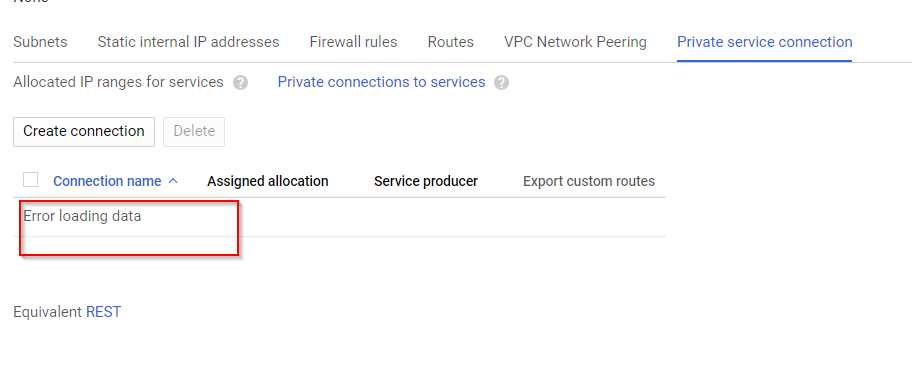 Subnets Static internal IP addresses Firewall rules Routes VPC Network Peering Private service connection
Allocated IP ranges for services ? Private connections to services ?
Create connection Delete
Connection name Assigned allocation Service producer Export custom routes
Error loading data
Equivalent REST